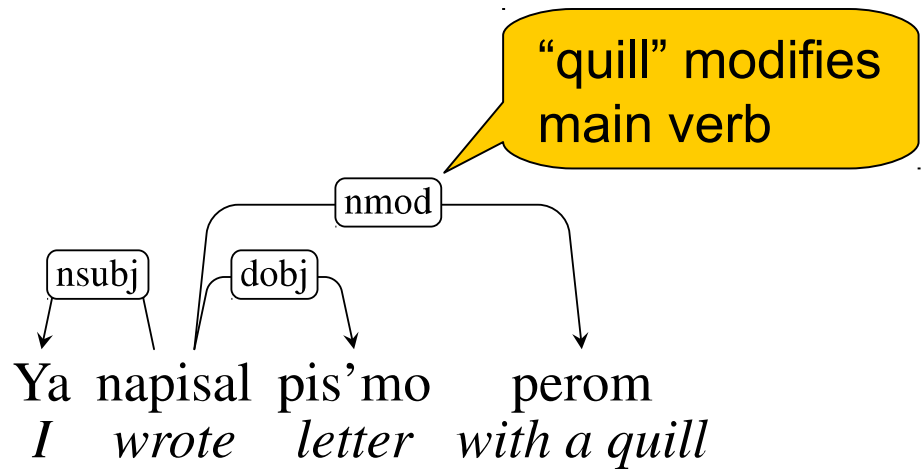 “quill” modifies
main verb
nmod
nsubj dobj
Ya napisal pis’mo perom
I wrote letter with a quill